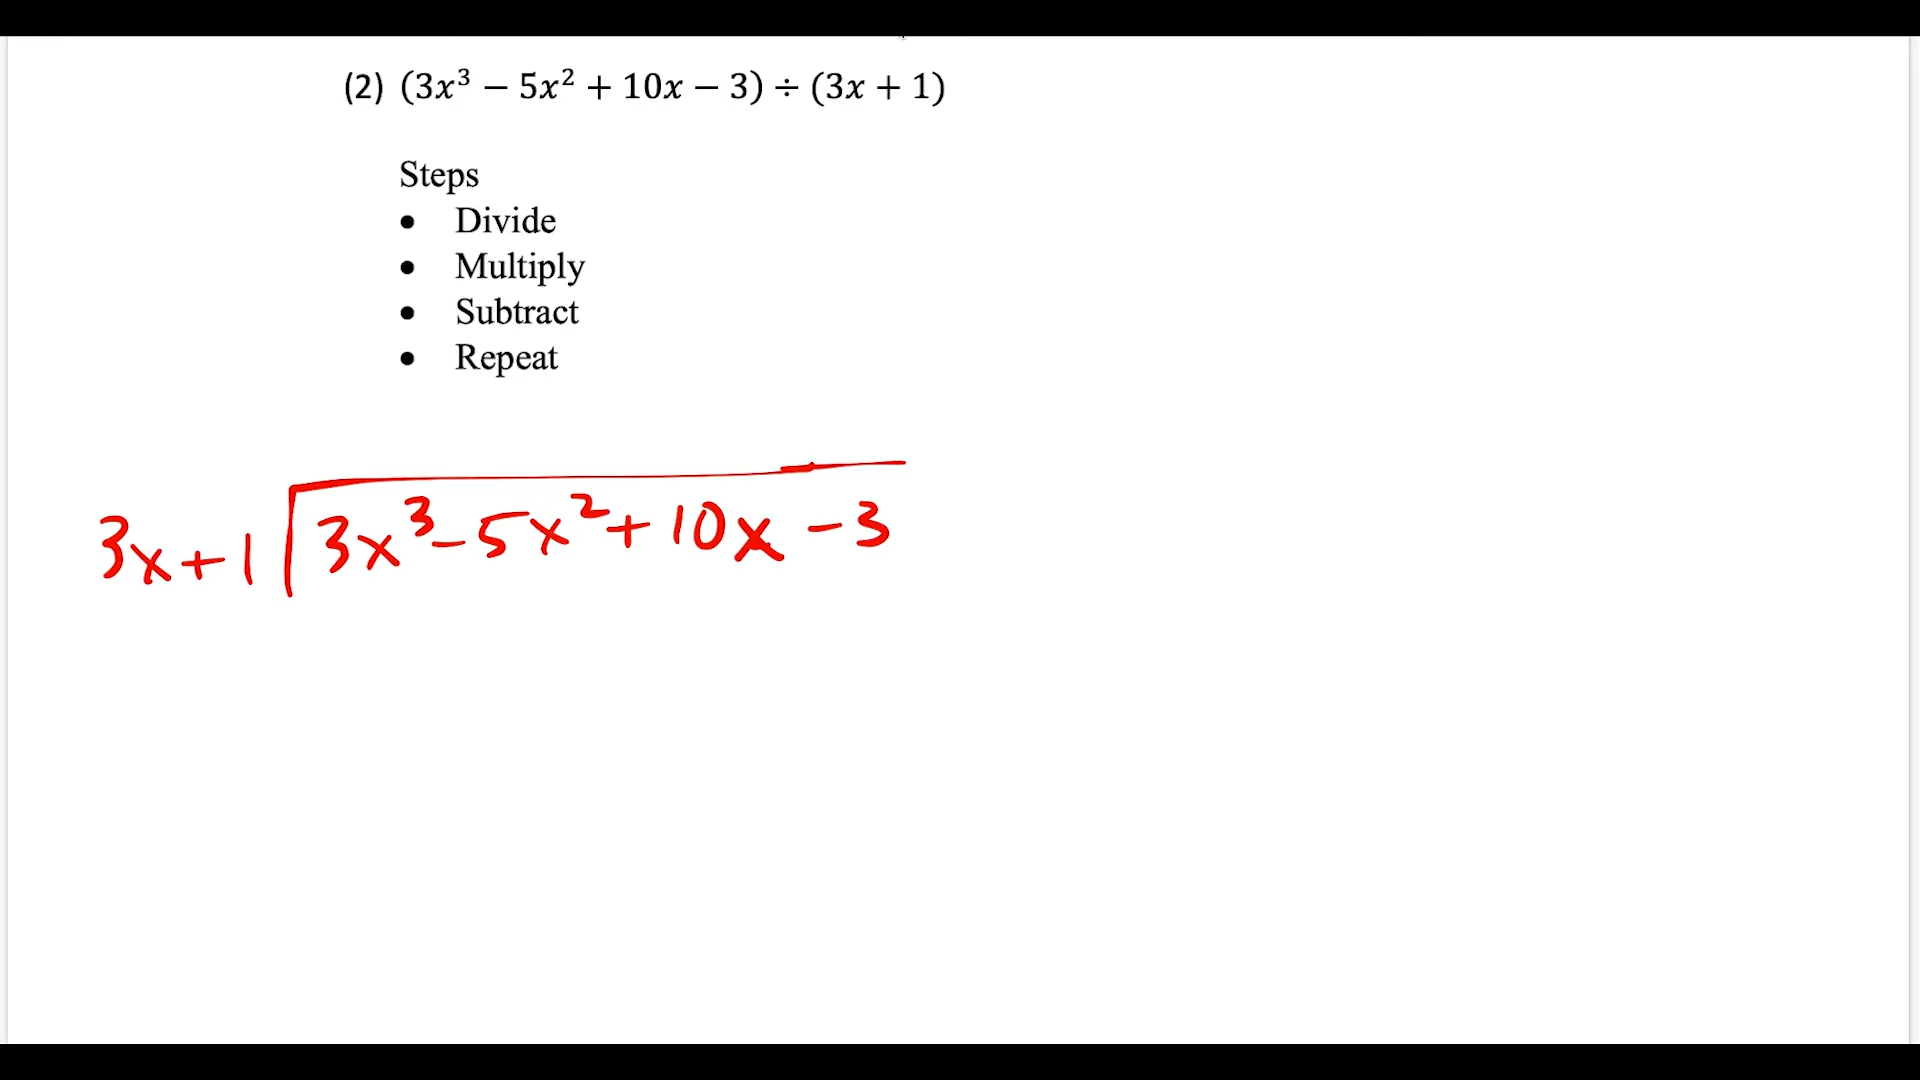 (2) (3x³ − 5x² + 10x − 3) ÷ (3x + 1)
Steps
• Divide
• Multiply
• Subtract
• Repeat
3x+1 3x³-5x²+10x-3